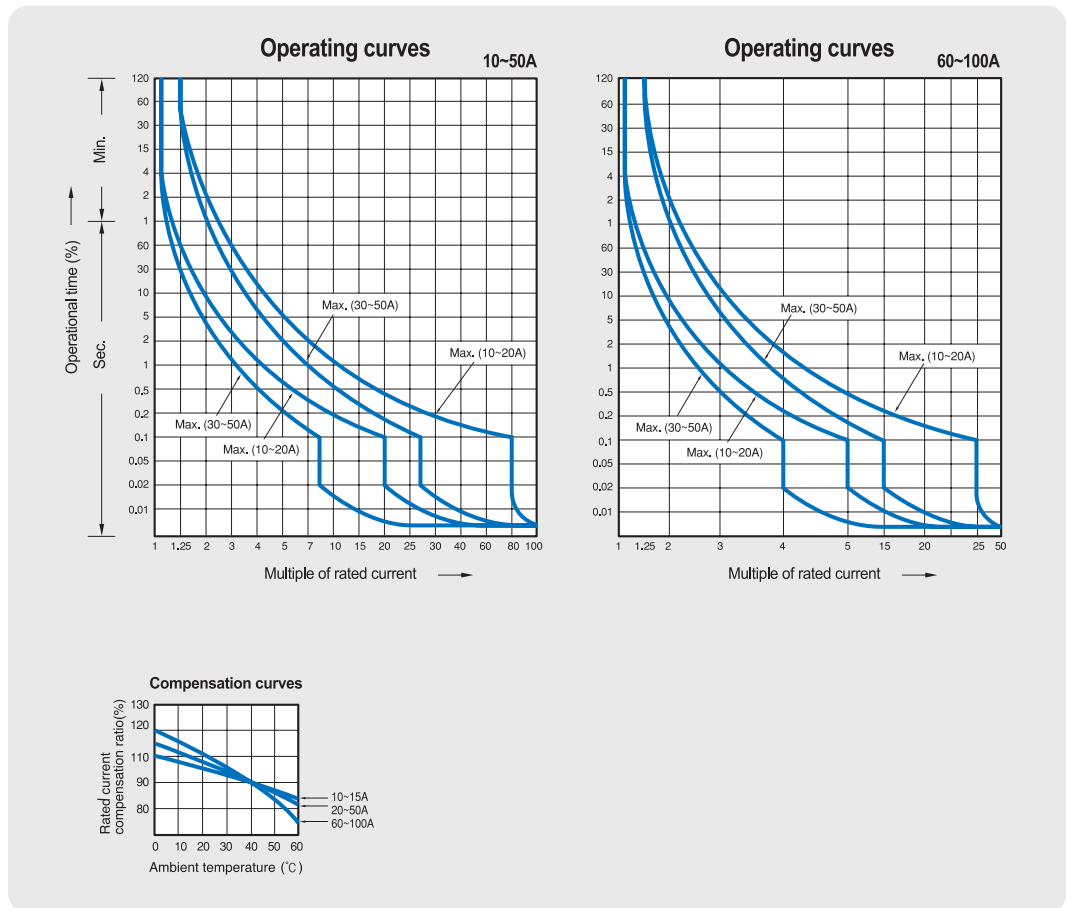 Operating curves
10~50A
120
60
30
15
4
2
1
60
30
10
5
2
1
0.5
0.2
0.1
0.05
0.02
0.01
Min.
Sec.
Operational time (%)
Max. (30~50A)
Max. (10~20A)
Max. (30~50A)
Max. (10~20A)
1 1.25 2 3 4 5 7 10 15 20 25 30 40 60 80 100
Multiple of rated current
Operating curves
60~100A
120
60
30
15
4
2
1
60
30
10
5
2
1
0.5
0.2
0.1
0.05
0.02
0.01
Max. (30~50A)
Max. (10~20A)
Max. (30~50A)
Max. (10~20A)
1 1.25 2 3 4 5 15 20 25 50
Multiple of rated current
Compensation curves
130
120
110
90
80
Rated current
compensation ratio(%)
10~15A
20~50A
60~100A
0 10 20 30 40 50 60
Ambient temperature (℃)